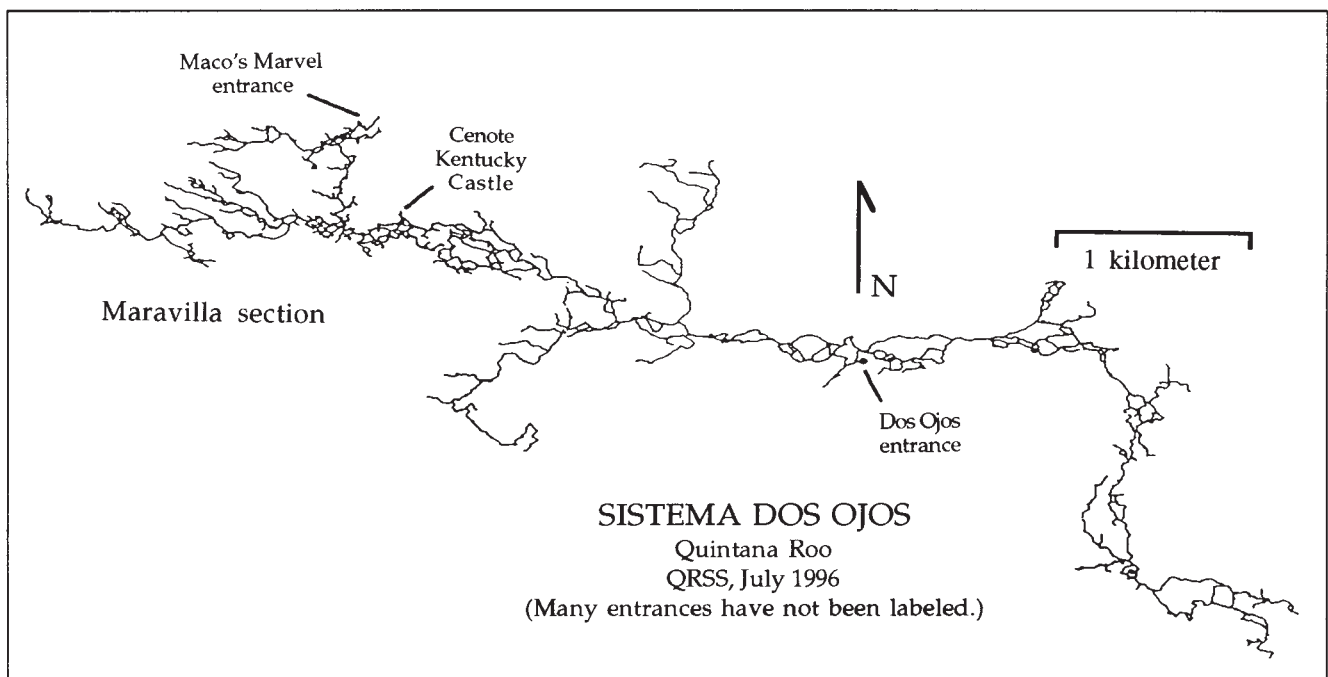 Maco's Marvel
entrance
Cenote
Kentucky
Castle
N
1 kilometer
Maravilla section
Dos Ojos
entrance
SISTEMA DOS OJOS
Quintana Roo
QRSS, July 1996
(Many entrances have not been labeled.)